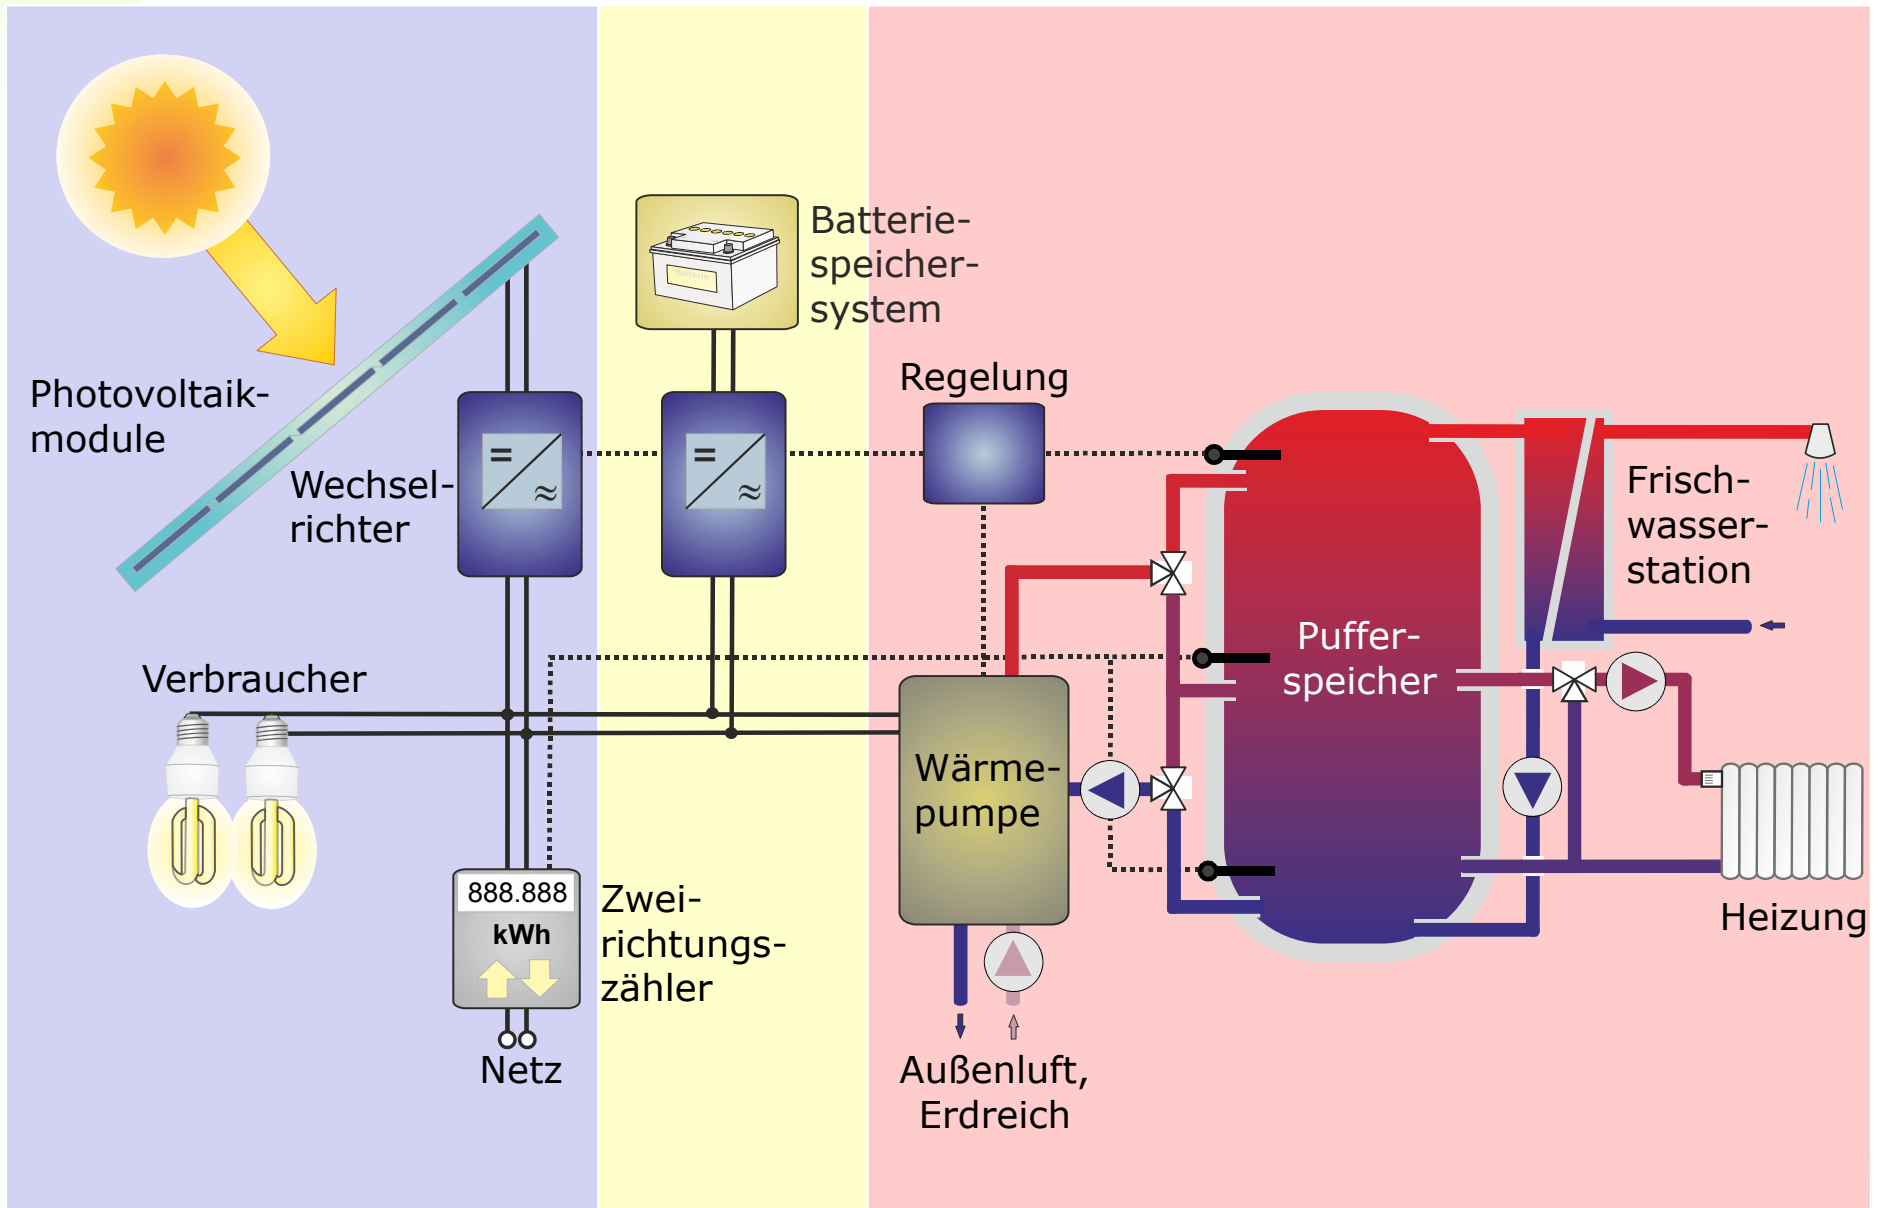 Photovoltaik-
module
Wechsel-
richter
Batterie-
speicher-
system
Batterie
Regelung
Frisch-
wasser-
station
Puffer-
speicher
Verbraucher
Wärme-
pumpe
888.888
kWh
Zwei-
richtungs-
zähler
Netz
Außenluft,
Erdreich
Heizung